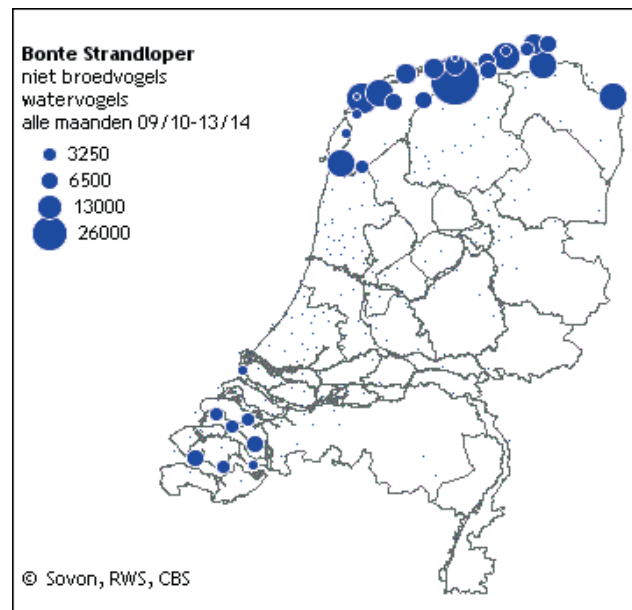 Bonte Strandloper
niet broedvogels
watervogels
alle maanden 09/10-13/14
3250
6500
13000
26000
© Sovon, RWS, CBS